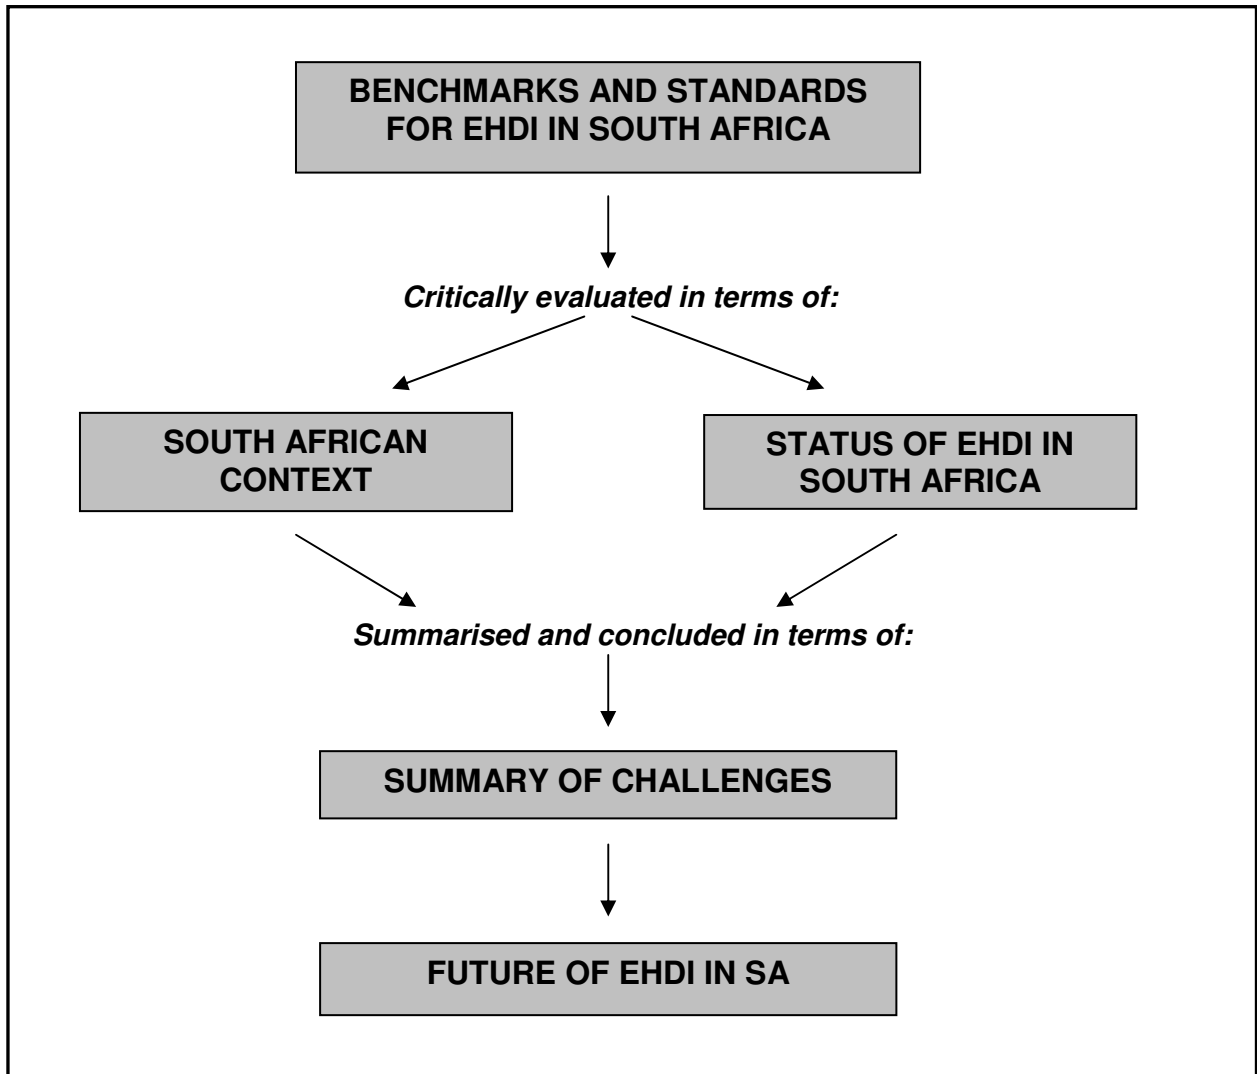 BENCHMARKS AND STANDARDS
FOR EHDI IN SOUTH AFRICA
Critically evaluated in terms of:
SOUTH AFRICAN
CONTEXT
STATUS OF EHDI IN
SOUTH AFRICA
Summarised and concluded in terms of:
SUMMARY OF CHALLENGES
FUTURE OF EHDI IN SA